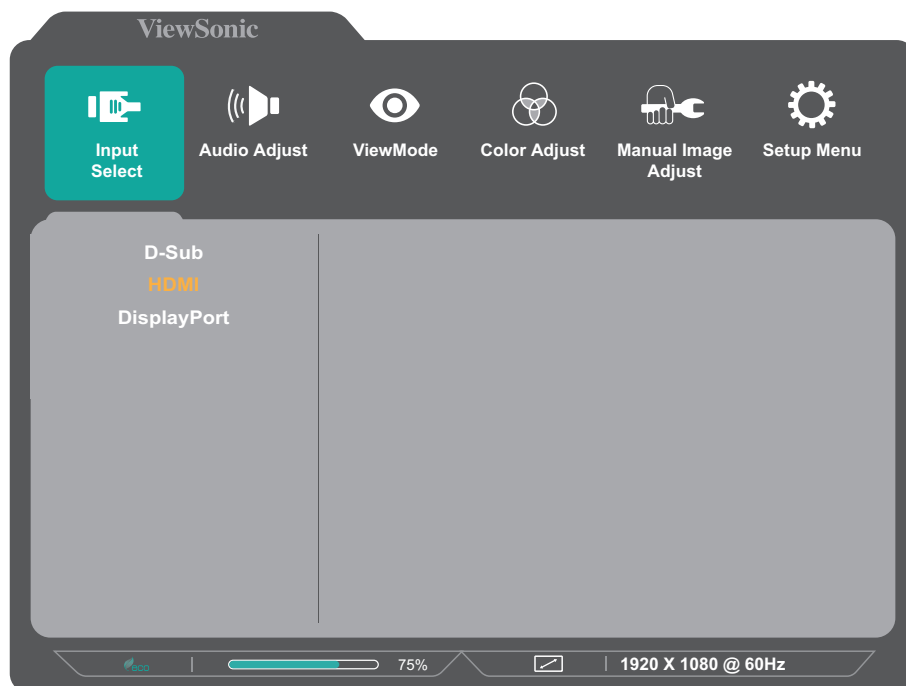 ViewSonic
Input
Select
Audio Adjust
ViewMode
Color Adjust
Manual Image
Adjust
Setup Menu
D-Sub
HDMI
DisplayPort
eco
75%
1920 X 1080 @ 60Hz